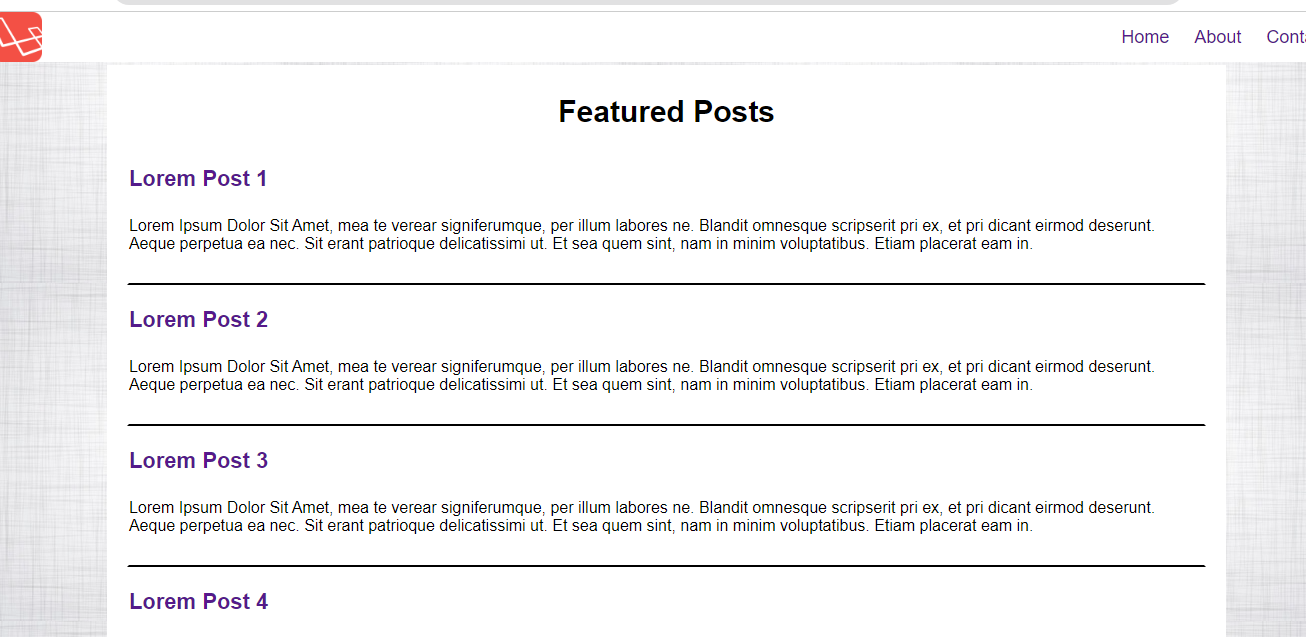 Home About Conta
Featured Posts
Lorem Post 1
Lorem Ipsum Dolor Sit Amet, mea te verear signiferumque, per illum labores ne. Blandit omnesque scripserit pri ex, et pri dicant eirmod deserunt.
Aeque perpetua ea nec. Sit erant patrioque delicatissimi ut. Et sea quem sint, nam in minim voluptatibus. Etiam placerat eam in.
Lorem Post 2
Lorem Ipsum Dolor Sit Amet, mea te verear signiferumque, per illum labores ne. Blandit omnesque scripserit pri ex, et pri dicant eirmod deserunt.
Aeque perpetua ea nec. Sit erant patrioque delicatissimi ut. Et sea quem sint, nam in minim voluptatibus. Etiam placerat eam in.
Lorem Post 3
Lorem Ipsum Dolor Sit Amet, mea te verear signiferumque, per illum labores ne. Blandit omnesque scripserit pri ex, et pri dicant eirmod deserunt.
Aeque perpetua ea nec. Sit erant patrioque delicatissimi ut. Et sea quem sint, nam in minim voluptatibus. Etiam placerat eam in.
Lorem Post 4